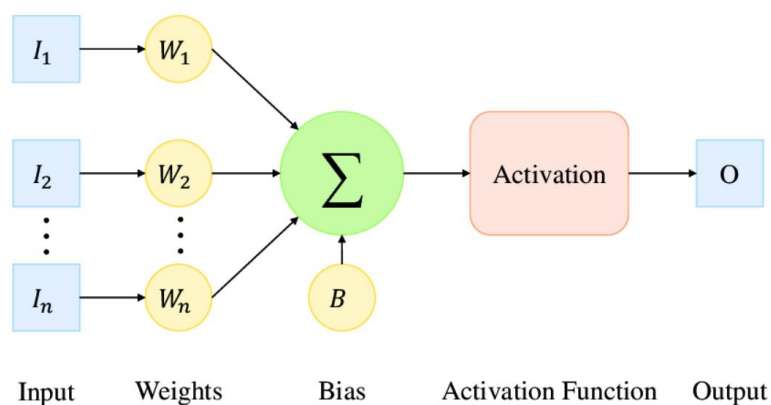 I₁ W₁
I₂ W₂ ∑ Activation O
Iₙ Wₙ B
Input Weights Bias Activation Function Output